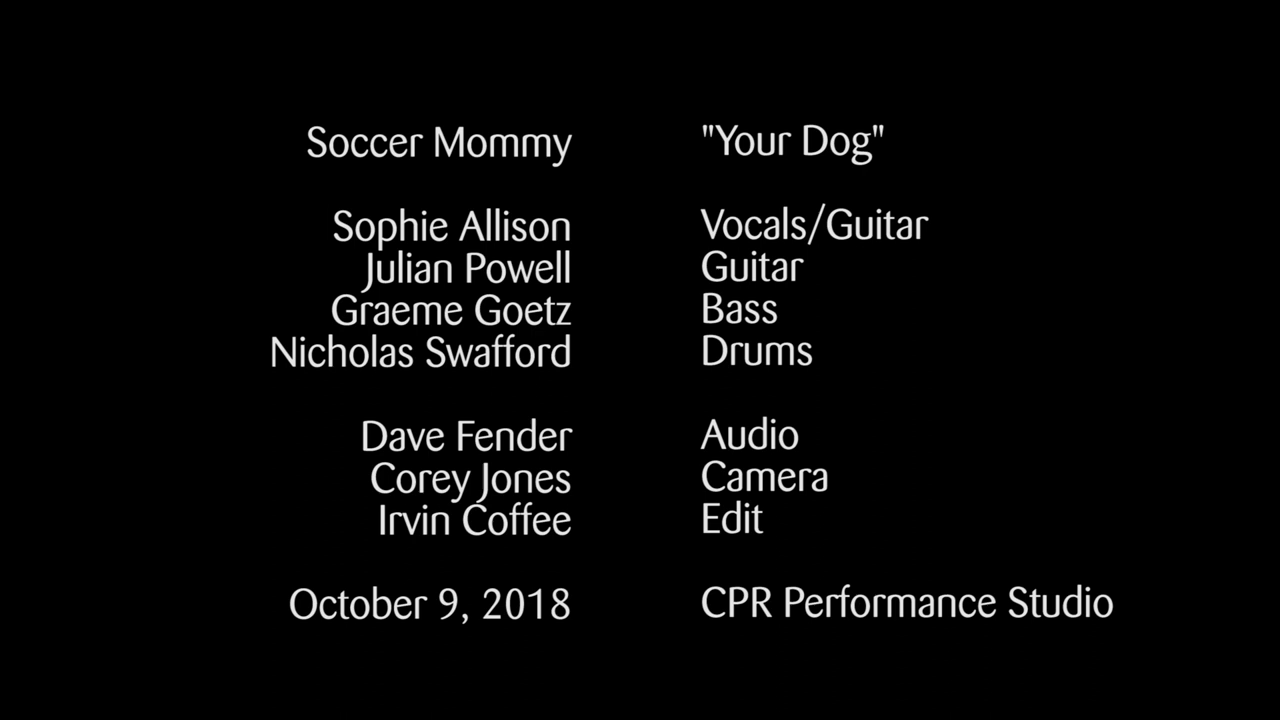 Soccer Mommy "Your Dog"
Sophie Allison Vocals/Guitar
Julian Powell Guitar
Graeme Goetz Bass
Nicholas Swafford Drums
Dave Fender Audio
Corey Jones Camera
Irvin Coffee Edit
October 9, 2018 CPR Performance Studio